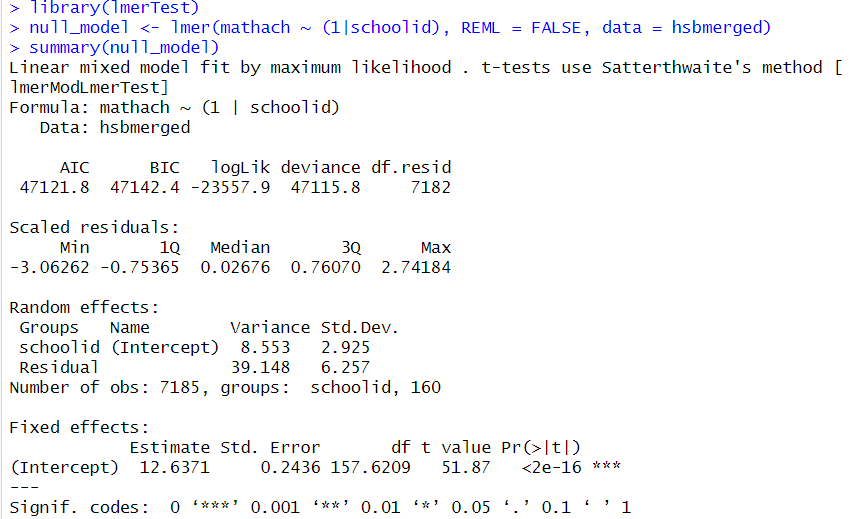 > library(lmerTest)
> null_model <- lmer(mathach ~ (1|schoolid), REML = FALSE, data = hsbmerged)
> summary(null_model)
Linear mixed model fit by maximum likelihood . t-tests use Satterthwaite's method [
lmerModLmerTest]
Formula: mathach ~ (1 | schoolid)
   Data: hsbmerged

     AIC      BIC   logLik deviance df.resid
 47121.8  47142.4 -23557.9  47115.8     7182

Scaled residuals:
     Min       1Q   Median       3Q      Max
-3.06262 -0.75365  0.02676  0.76070  2.74184

Random effects:
 Groups   Name        Variance Std.Dev.
 schoolid (Intercept)  8.553   2.925
 Residual             39.148   6.257
Number of obs: 7185, groups:  schoolid, 160

Fixed effects:
            Estimate Std. Error       df t value Pr(>|t|)
(Intercept)  12.6371     0.2436 157.6209   51.87   <2e-16 ***
---
Signif. codes:  0 ‘***’ 0.001 ‘**’ 0.01 ‘*’ 0.05 ‘.’ 0.1 ‘ ’ 1